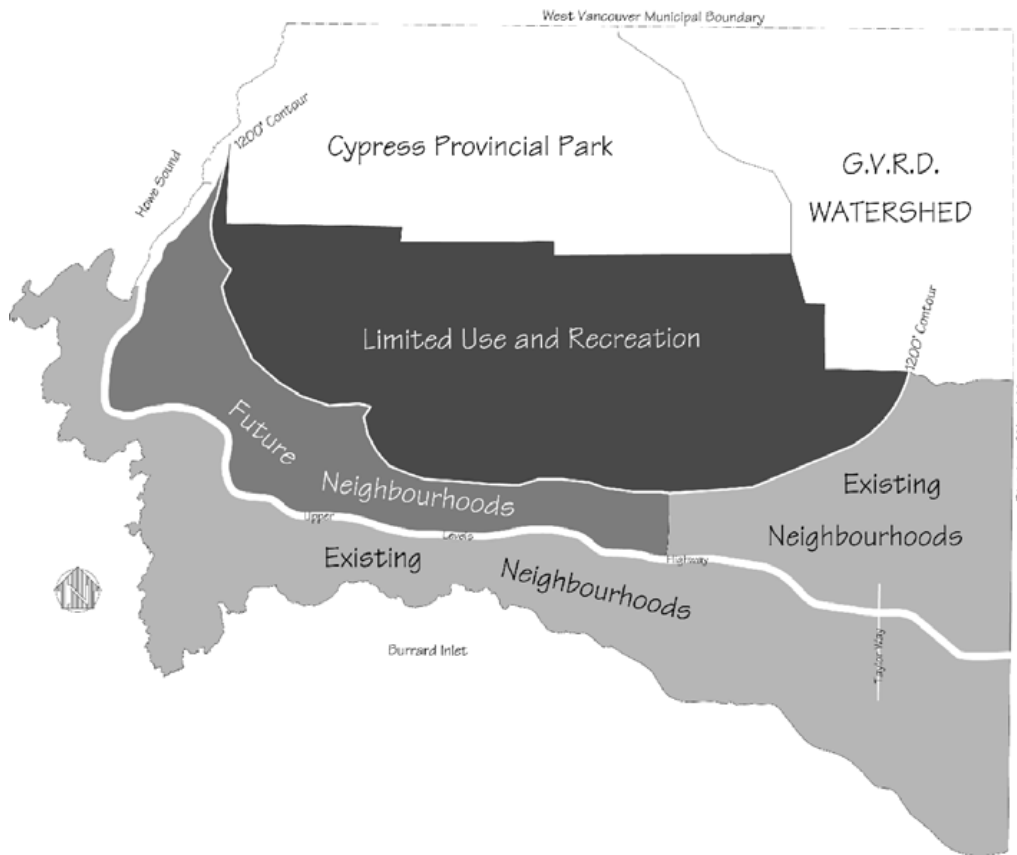 West Vancouver Municipal Boundary
1200' Contour
Cypress Provincial Park
Howe Sound
G.V.R.D.
WATERSHED
1200' Contour
Limited Use and Recreation
Future
Neighbourhoods
Existing
Neighbourhoods
Upper
Levels
Highway
Existing
Neighbourhoods
Taylor Way
Burrard Inlet